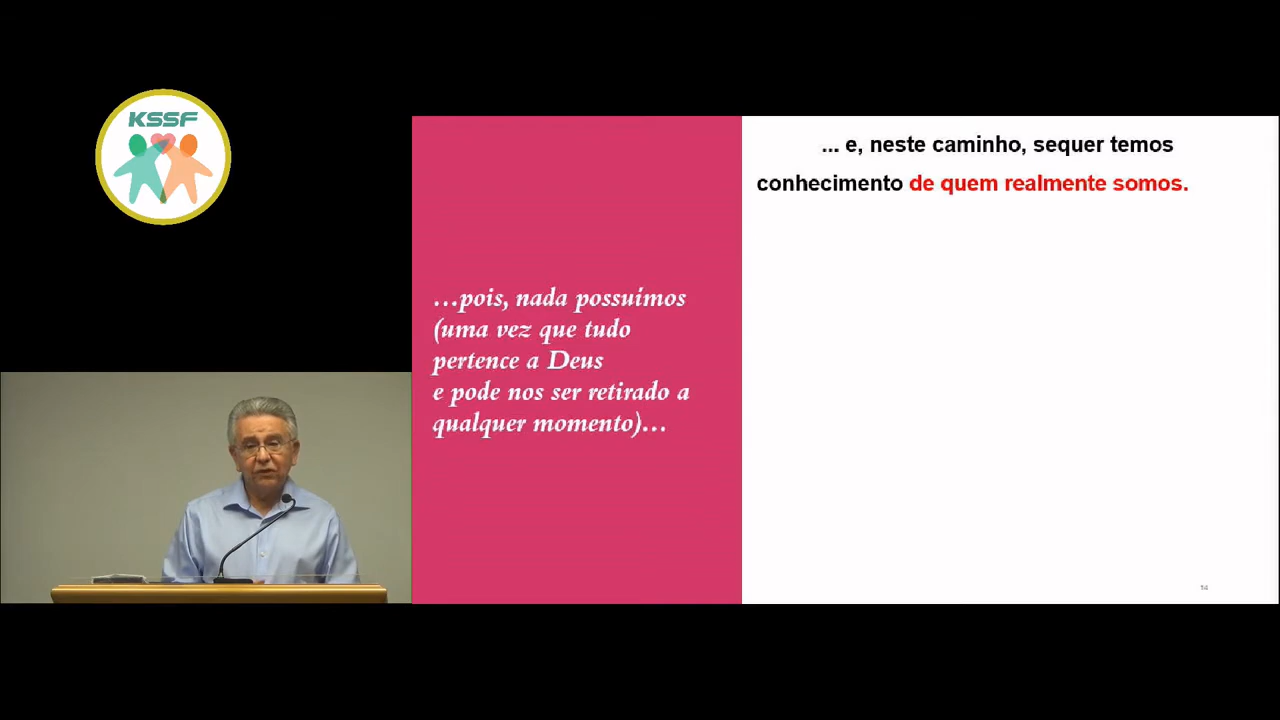 KSSF
…pois, nada possuímos
(uma vez que tudo
pertence a Deus
e pode nos ser retirado a
qualquer momento)…
... e, neste caminho, sequer temos
conhecimento de quem realmente somos.
14